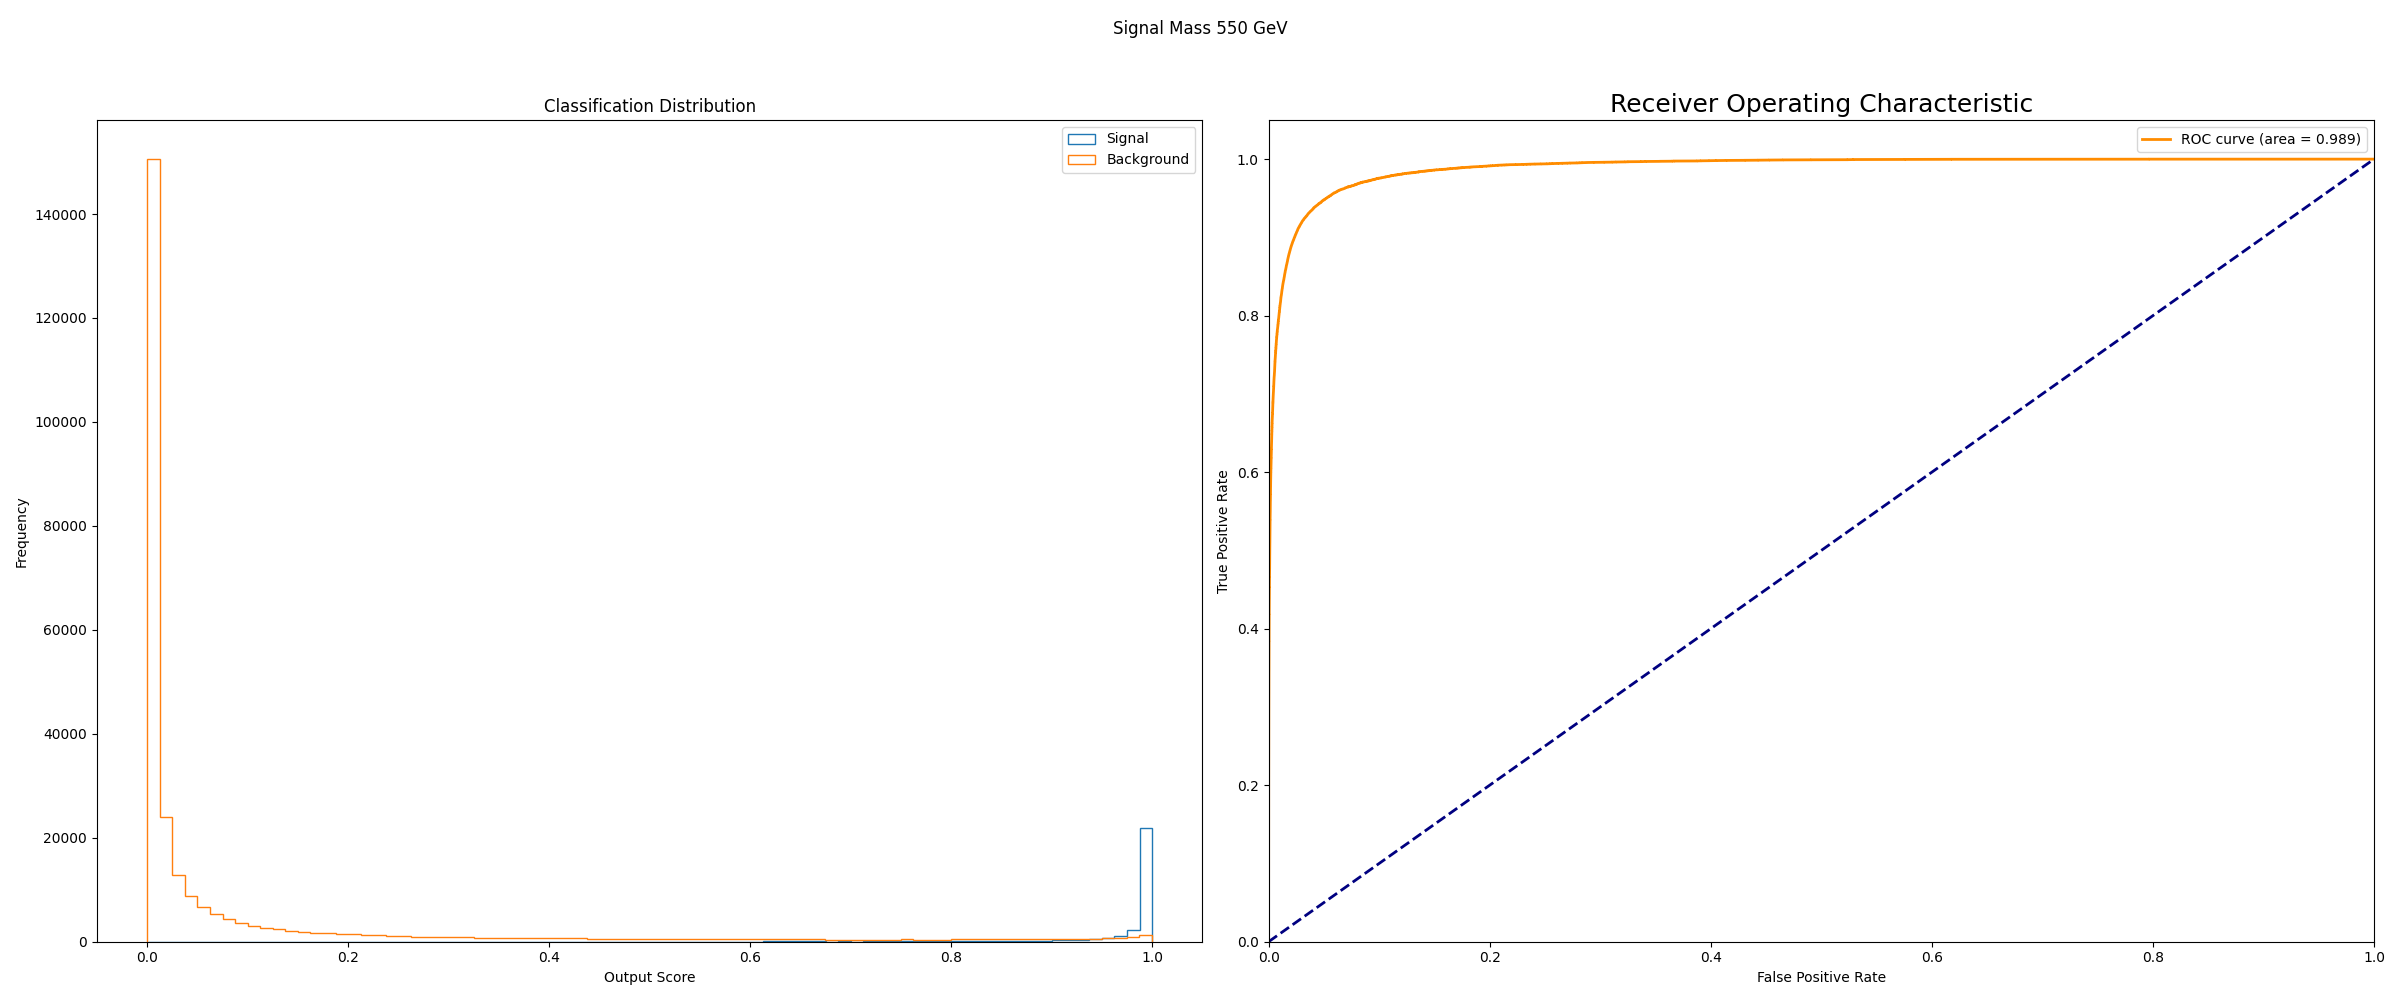 Signal Mass 550 GeV
Classification Distribution
Signal
Background
140000
120000
100000
80000
60000
40000
20000
0
Frequency
0.0 0.2 0.4 0.6 0.8 1.0
Output Score
Receiver Operating Characteristic
ROC curve (area = 0.989)
1.0
0.8
0.6
0.4
0.2
0.0
True Positive Rate
0.0 0.2 0.4 0.6 0.8 1.0
False Positive Rate